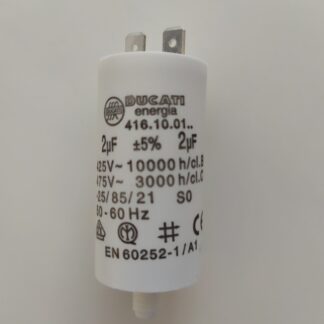 DUCATI
energia
416.10.01..
2µF ±5% 2µF
425V~ 10000 h/cl.B
475V~ 3000 h/cl.C
-25/85/21 S0
50-60 Hz
EN 60252-1/A1